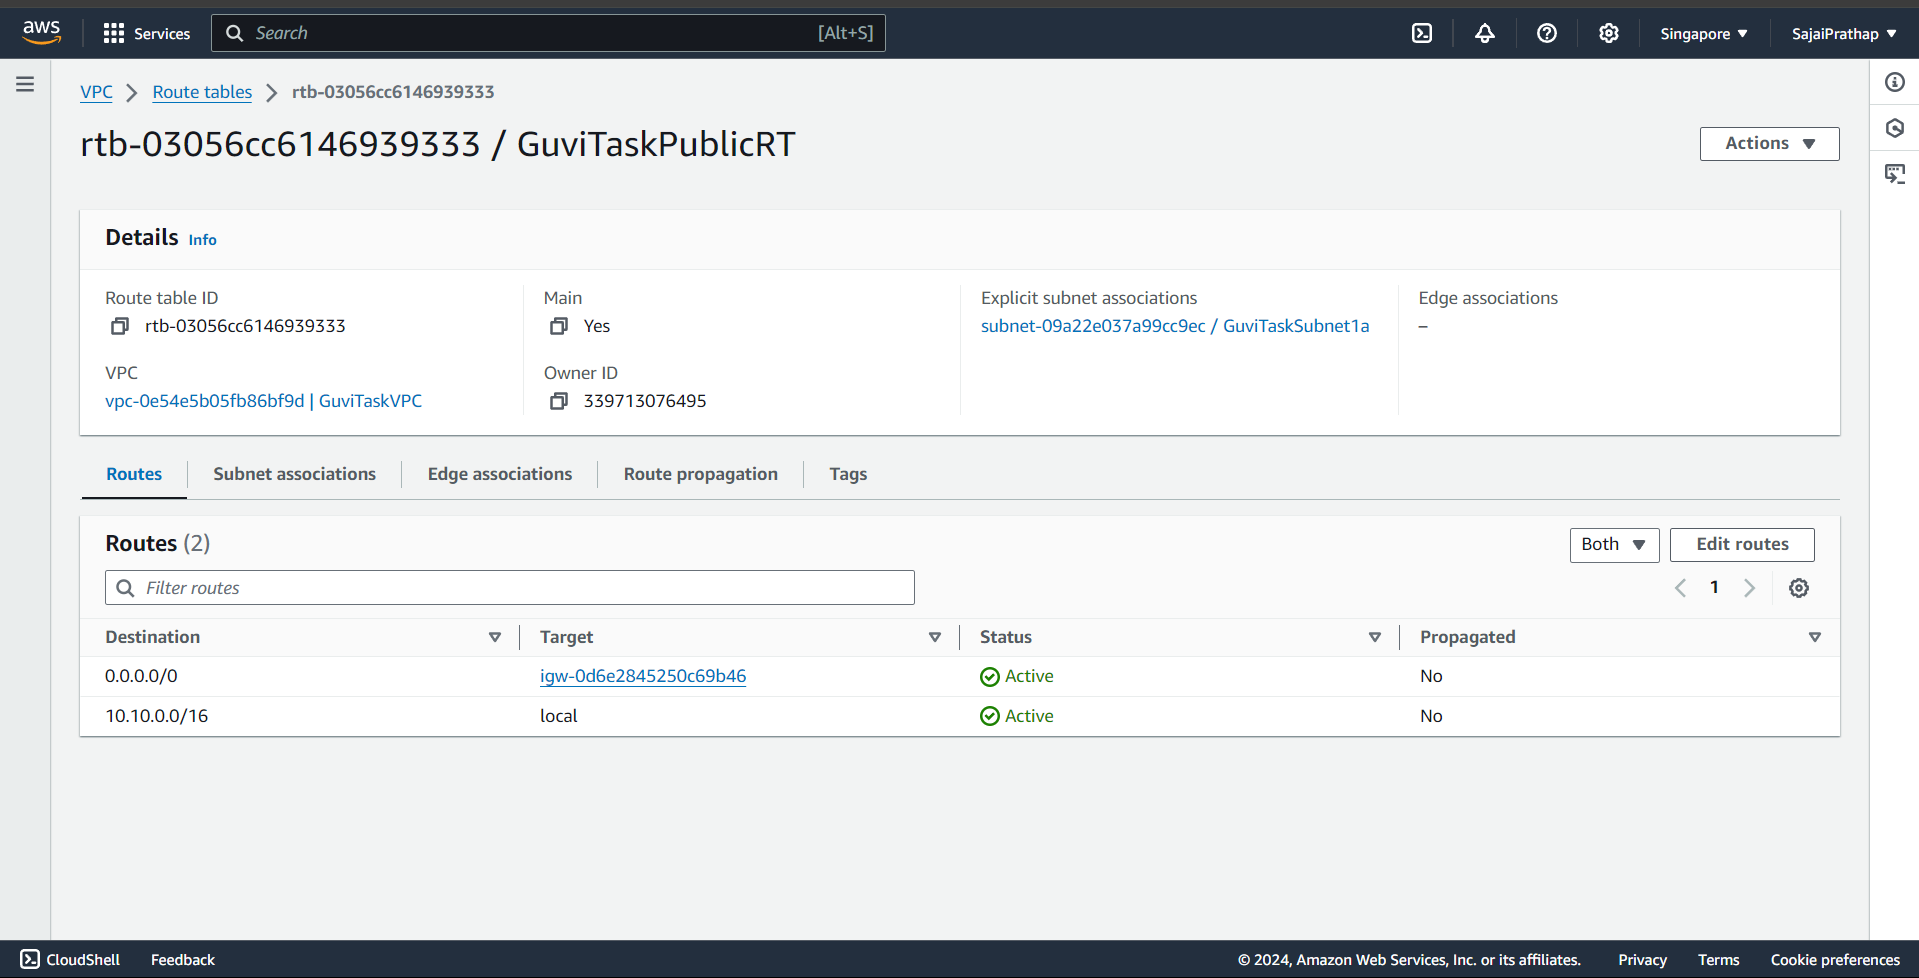 aws Services Search [Alt+S] Singapore SajaiPrathap
VPC Route tables rtb-03056cc6146939333
rtb-03056cc6146939333 / GuviTaskPublicRT
Actions
Details Info
Route table ID Main Explicit subnet associations Edge associations
rtb-03056cc6146939333 Yes subnet-09a22e037a99cc9ec / GuviTaskSubnet1a –
VPC Owner ID
vpc-0e54e5b05fb86bf9d | GuviTaskVPC 339713076495
Routes Subnet associations Edge associations Route propagation Tags
Routes (2) Both Edit routes
Filter routes 1
Destination Target Status Propagated
0.0.0.0/0 igw-0d6e2845250c69b46 Active No
10.10.0.0/16 local Active No
CloudShell Feedback © 2024, Amazon Web Services, Inc. or its affiliates. Privacy Terms Cookie preferences